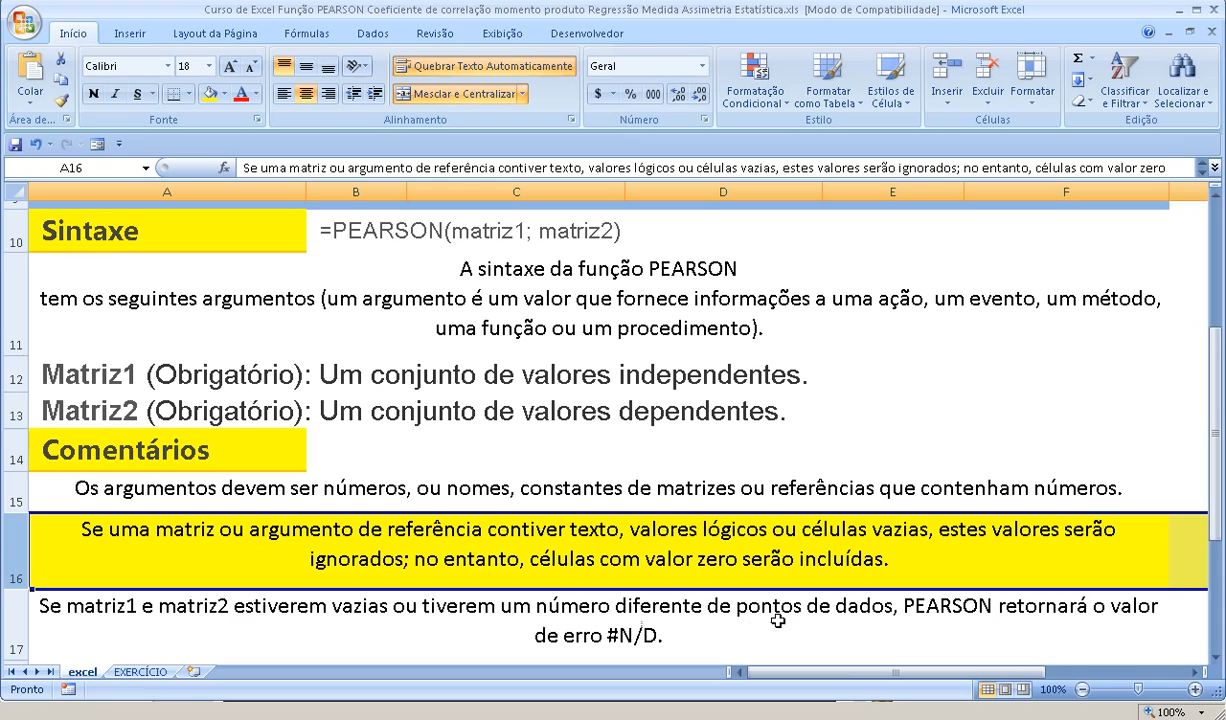 Curso de Excel Função PEARSON Coeficiente de correlação momento produto Regressão Medida Assimetria Estatística.xls [Modo de Compatibilidade] - Microsoft Excel
Início Inserir Layout da Página Fórmulas Dados Revisão Exibição Desenvolvedor
Colar
Calibri 18
N I S
Quebrar Texto Automaticamente
Mesclar e Centralizar
Geral
$ % 000
Formatação Condicional
Formatar como Tabela
Estilos de Célula
Inserir Excluir Formatar
Classificar e Filtrar
Localizar e Selecionar
Área de... Fonte Alinhamento Número Estilo Células Edição
A16 fx Se uma matriz ou argumento de referência contiver texto, valores lógicos ou células vazias, estes valores serão ignorados; no entanto, células com valor zero
A B C D E F
10 Sintaxe =PEARSON(matriz1; matriz2)
A sintaxe da função PEARSON
tem os seguintes argumentos (um argumento é um valor que fornece informações a uma ação, um evento, um método,
11 uma função ou um procedimento).
12 Matriz1 (Obrigatório): Um conjunto de valores independentes.
13 Matriz2 (Obrigatório): Um conjunto de valores dependentes.
14 Comentários
15 Os argumentos devem ser números, ou nomes, constantes de matrizes ou referências que contenham números.
Se uma matriz ou argumento de referência contiver texto, valores lógicos ou células vazias, estes valores serão
16 ignorados; no entanto, células com valor zero serão incluídas.
Se matriz1 e matriz2 estiverem vazias ou tiverem um número diferente de pontos de dados, PEARSON retornará o valor
17 de erro #N/D.
excel EXERCÍCIO
Pronto 100%
100%